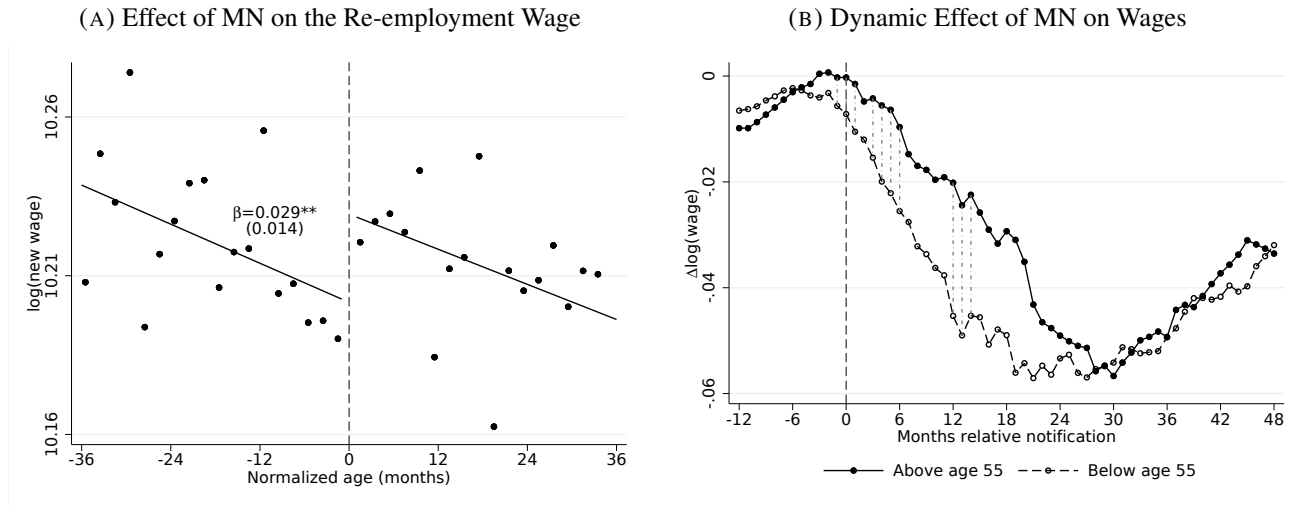 (A) Effect of MN on the Re-employment Wage
10.26
10.21
10.16
log(new wage)
β=0.029**
(0.014)
-36 -24 -12 0 12 24 36
Normalized age (months)
(B) Dynamic Effect of MN on Wages
0
-.02
-.04
-.06
Δlog(wage)
-12 -6 0 6 12 18 24 30 36 42 48
Months relative notification
Above age 55 Below age 55